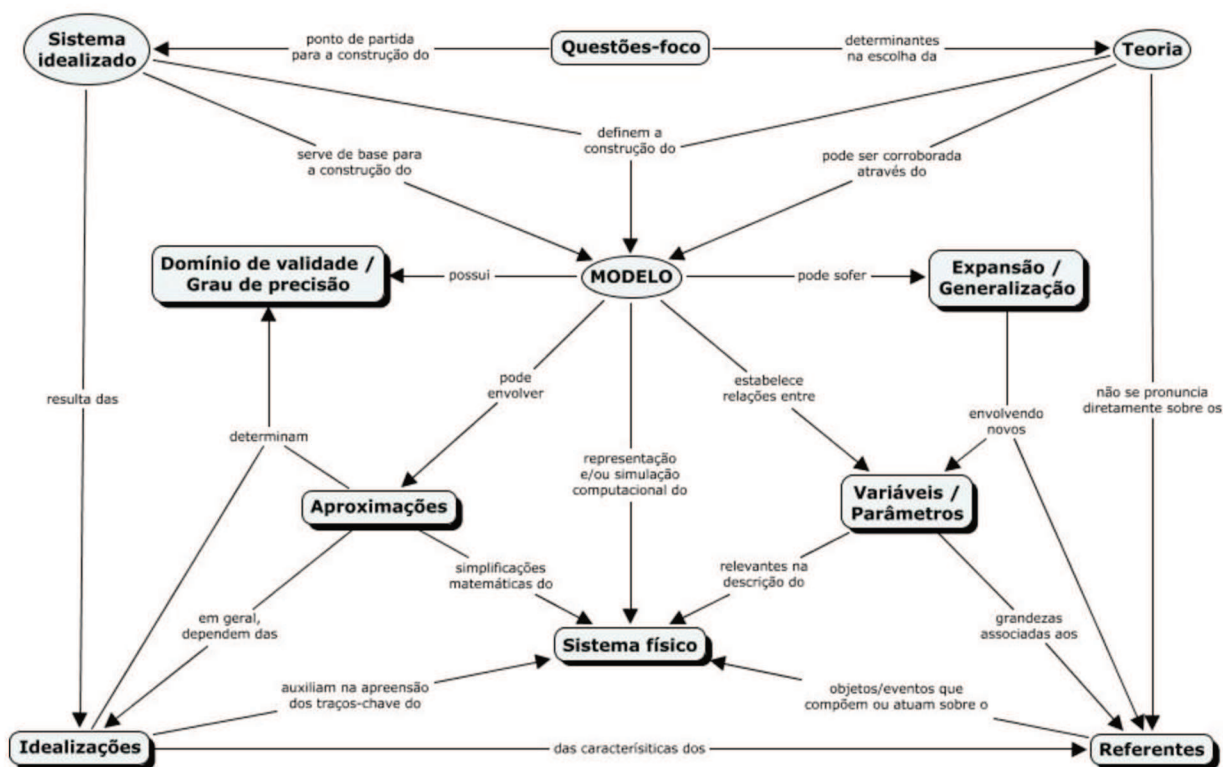 Sistema
idealizado
ponto de partida
para a construção do
Questões-foco
determinantes
na escolha da
Teoria
definem a
construção do
serve de base para
a construção do
pode ser corroborada
através do
Domínio de validade /
Grau de precisão
possui
MODELO
pode sofer
Expansão /
Generalização
resulta das
pode
envolver
estabelece
relações entre
não se pronuncia
diretamente sobre os
envolvendo
novos
determinam
representação
e/ou simulação
computacional do
Aproximações
Variáveis /
Parâmetros
simplificações
matemáticas do
relevantes na
descrição do
em geral,
dependem das
grandezas
associadas aos
Sistema físico
auxiliam na apreensão
dos traços-chave do
objetos/eventos que
compõem ou atuam sobre o
Idealizações
das caracterísiticas dos
Referentes